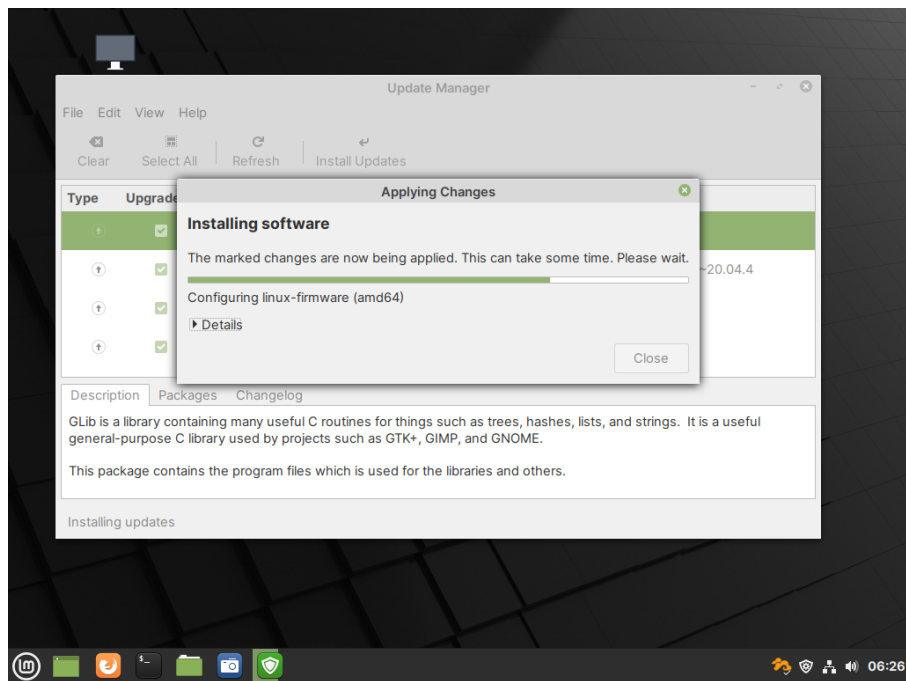 Update Manager
File Edit View Help
Clear Select All Refresh Install Updates
Type Upgrade
Applying Changes
Installing software
The marked changes are now being applied. This can take some time. Please wait.
~20.04.4
Configuring linux-firmware (amd64)
Details
Close
Description Packages Changelog
GLib is a library containing many useful C routines for things such as trees, hashes, lists, and strings. It is a useful
general-purpose C library used by projects such as GTK+, GIMP, and GNOME.
This package contains the program files which is used for the libraries and others.
Installing updates
06:26